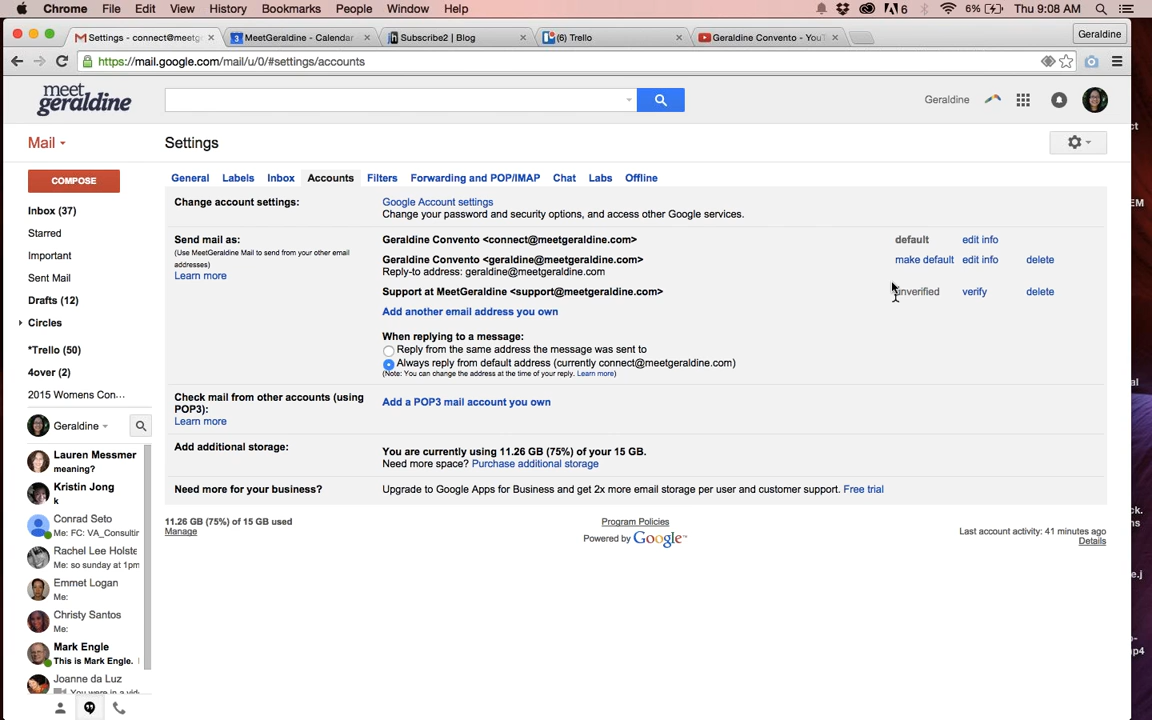 Chrome File Edit View History Bookmarks Accounts People Window Help 6 6% Thu 9:08 AM
Settings - connect@meetg MeetGeraldine - Calendar Subscribe2 | Blog (6) Trello Geraldine Convento - YouT Geraldine
https://mail.google.com/mail/u/0/#settings/accounts
meet
geraldine
Geraldine
Mail
Settings
COMPOSE
General Labels Inbox Accounts Filters Forwarding and POP/IMAP Chat Labs Offline
Inbox (37)
Starred
Important
Sent Mail
Drafts (12)
Circles
*Trello (50)
4over (2)
2015 Womens Con...
Geraldine
Lauren Messmer
meaning?
Kristin Jong
k
Conrad Seto
Me: FC: VA_Consultir
Rachel Lee Holste
Me: so sunday at 1pm
Emmet Logan
Me:
Christy Santos
Me:
Mark Engle
This is Mark Engle.
Joanne da Luz
You were in a vid
Change account settings:
Google Account settings
Change your password and security options, and access other Google services.
Send mail as:
(Use MeetGeraldine Mail to send from your other email
addresses)
Learn more
Geraldine Convento <connect@meetgeraldine.com> default edit info
Geraldine Convento <geraldine@meetgeraldine.com> make default edit info delete
Reply-to address: geraldine@meetgeraldine.com
Support at MeetGeraldine <support@meetgeraldine.com> unverified verify delete
Add another email address you own
When replying to a message:
Reply from the same address the message was sent to
Always reply from default address (currently connect@meetgeraldine.com)
(Note: You can change the address at the time of your reply. Learn more)
Check mail from other accounts (using
POP3):
Learn more
Add a POP3 mail account you own
Add additional storage:
You are currently using 11.26 GB (75%) of your 15 GB.
Need more space? Purchase additional storage
Need more for your business?
Upgrade to Google Apps for Business and get 2x more email storage per user and customer support. Free trial
11.26 GB (75%) of 15 GB used
Manage
Program Policies
Powered by Google™
Last account activity: 41 minutes ago
Details
ct
EM
al
ck.
ns
e.j
o-
np4